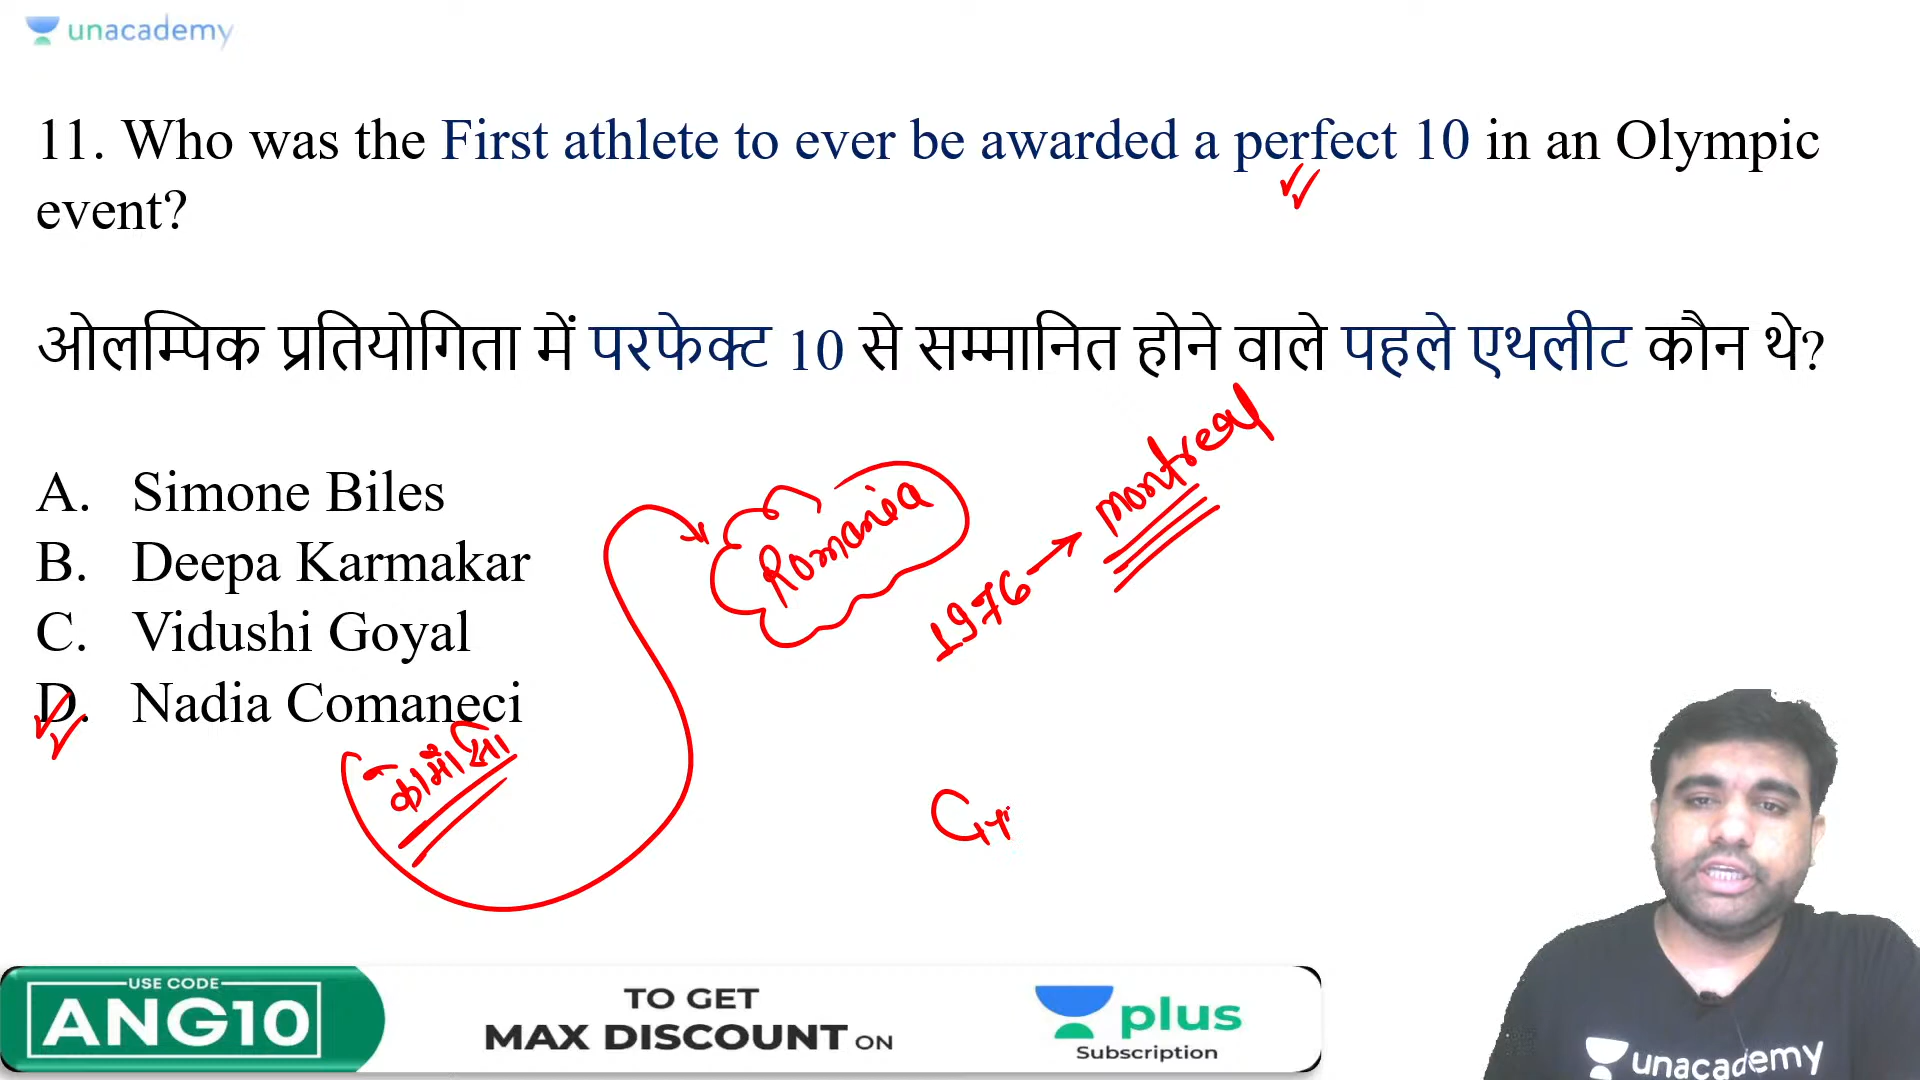 unacademy
11. Who was the First athlete to ever be awarded a perfect 10 in an Olympic
event?
ओलम्पिक प्रतियोगिता में परफेक्ट 10 से सम्मानित होने वाले पहले एथलीट कौन थे?
A. Simone Biles
B. Deepa Karmakar
C. Vidushi Goyal
D. Nadia Comaneci
Romania
1976 → Montreal
USE CODE
ANG10
TO GET
MAX DISCOUNT ON
plus
Subscription
unacademy